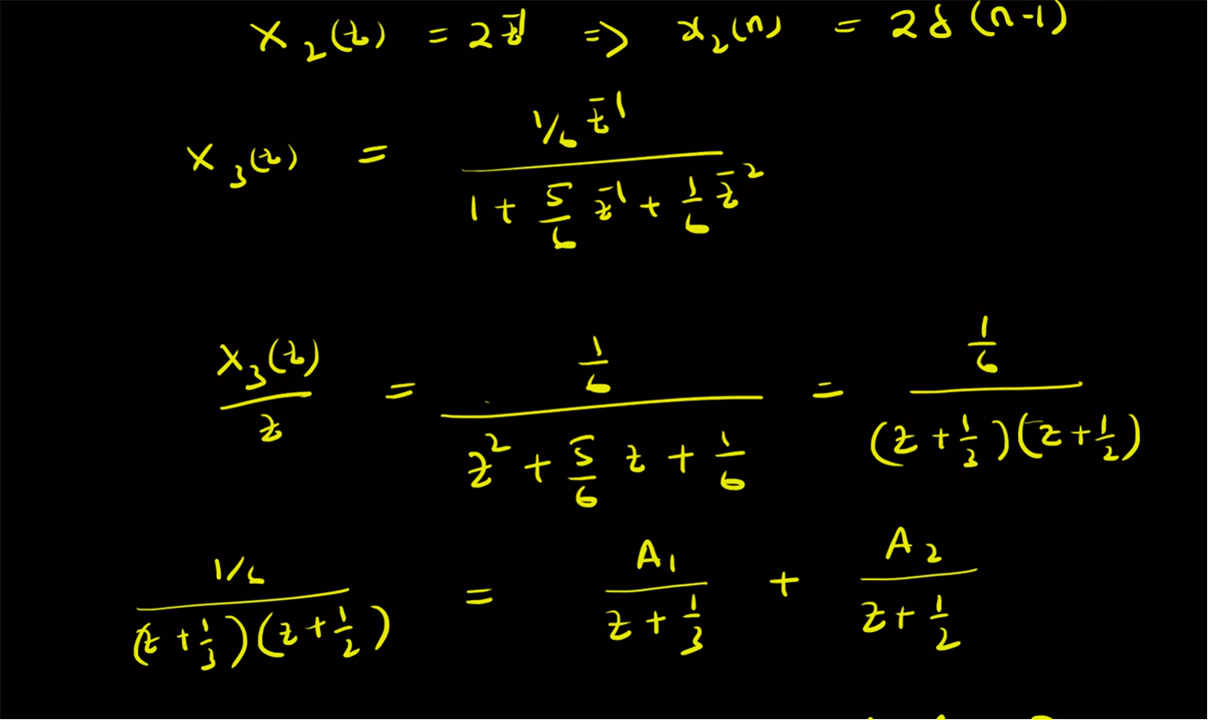 X₂(z) = 2z⁻¹ => x₂(n) = 2δ(n-1)
X₃(z) = (1/6 z⁻¹) / (1 + 5/6 z⁻¹ + 1/6 z⁻²)
X₃(z)/z = (1/6) / (z² + 5/6 z + 1/6) = (1/6) / ((z + 1/3)(z + 1/2))
(1/6) / ((z + 1/3)(z + 1/2)) = A₁/(z + 1/3) + A₂/(z + 1/2)